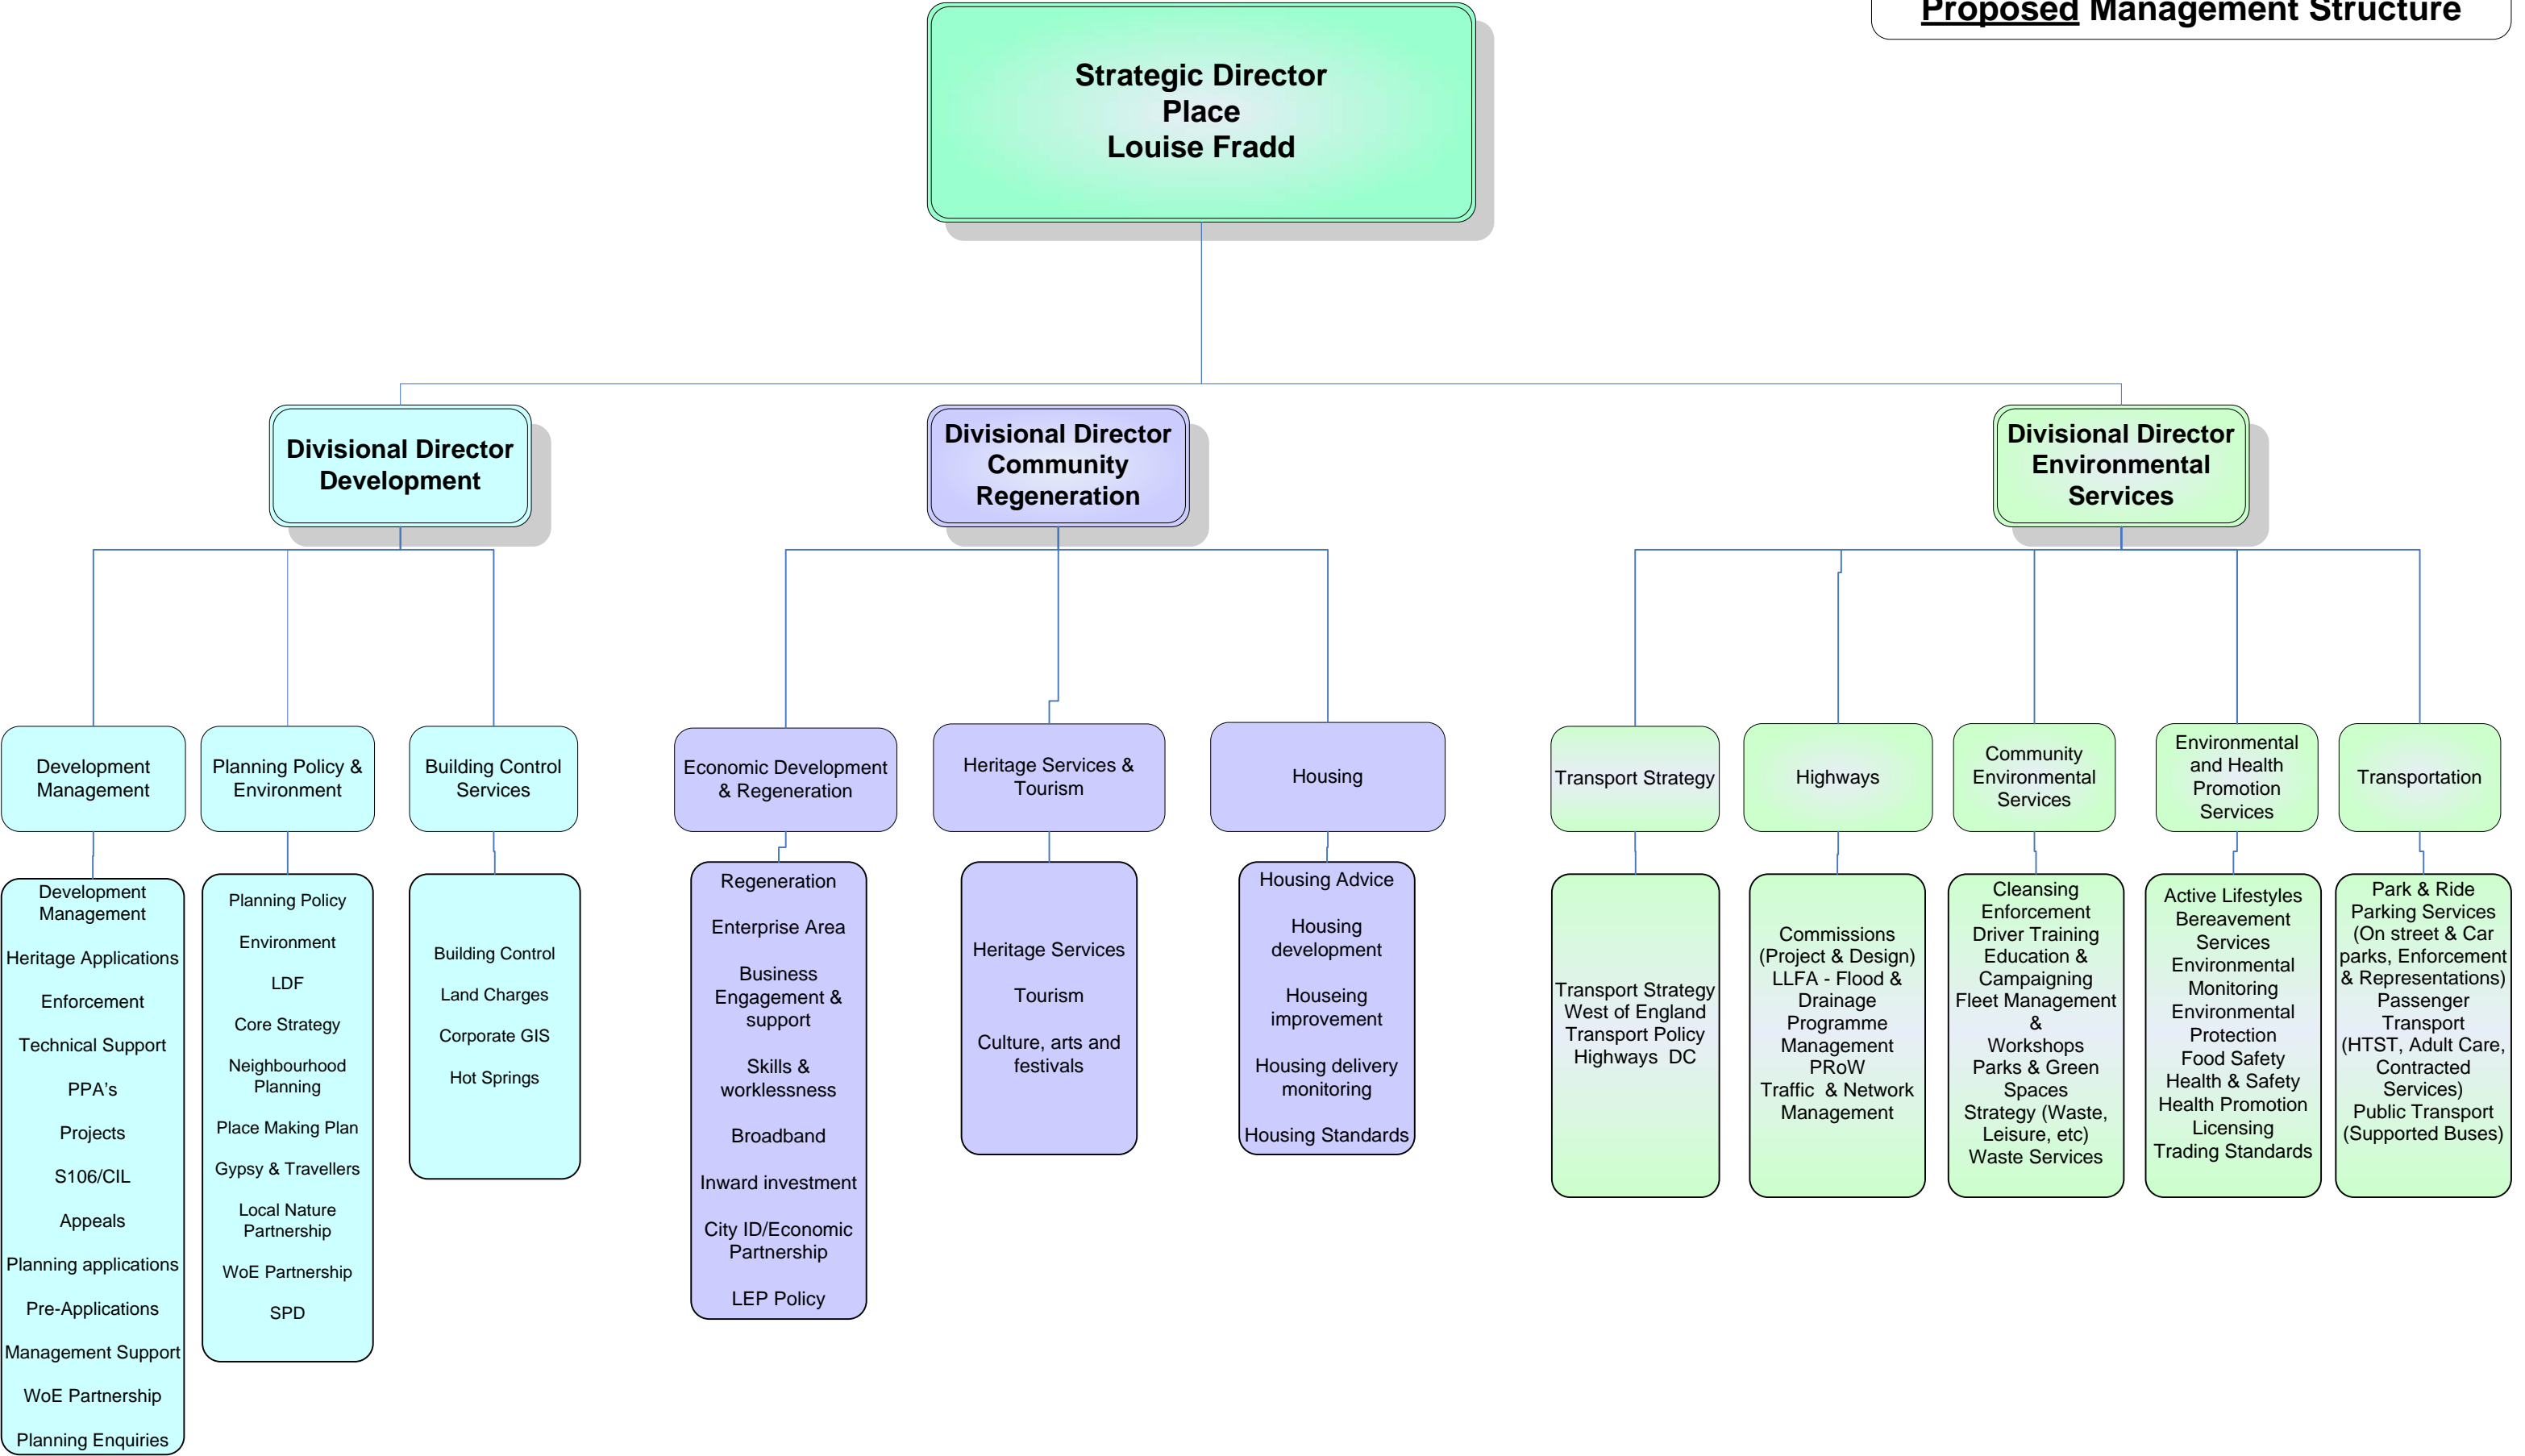 Proposed Management Structure
Strategic Director
Place
Louise Fradd
Divisional Director
Development
Divisional Director
Community
Regeneration
Divisional Director
Environmental
Services
Development
Management
Planning Policy &
Environment
Building Control
Services
Economic Development
& Regeneration
Heritage Services &
Tourism
Housing
Transport Strategy
Highways
Community
Environmental
Services
Environmental
and Health
Promotion
Services
Transportation
Development
Management
Heritage Applications
Enforcement
Technical Support
PPA's
Projects
S106/CIL
Appeals
Planning applications
Pre-Applications
Management Support
WoE Partnership
Planning Enquiries
Planning Policy
Environment
LDF
Core Strategy
Neighbourhood
Planning
Place Making Plan
Gypsy & Travellers
Local Nature
Partnership
WoE Partnership
SPD
Building Control
Land Charges
Corporate GIS
Hot Springs
Regeneration
Enterprise Area
Business
Engagement &
support
Skills &
worklessness
Broadband
Inward investment
City ID/Economic
Partnership
LEP Policy
Heritage Services
Tourism
Culture, arts and
festivals
Housing Advice
Housing
development
Houseing
improvement
Housing delivery
monitoring
Housing Standards
Transport Strategy
West of England
Transport Policy
Highways  DC
Commissions
(Project & Design)
LLFA - Flood &
Drainage
Programme
Management
PRoW
Traffic  & Network
Management
Cleansing
Enforcement
Driver Training
Education &
Campaigning
Fleet Management
&
Workshops
Parks & Green
Spaces
Strategy (Waste,
Leisure, etc)
Waste Services
Active Lifestyles
Bereavement
Services
Environmental
Monitoring
Environmental
Protection
Food Safety
Health & Safety
Health Promotion
Licensing
Trading Standards
Park & Ride
Parking Services
(On street & Car
parks, Enforcement
& Representations)
Passenger
Transport
(HTST, Adult Care,
Contracted
Services)
Public Transport
(Supported Buses)